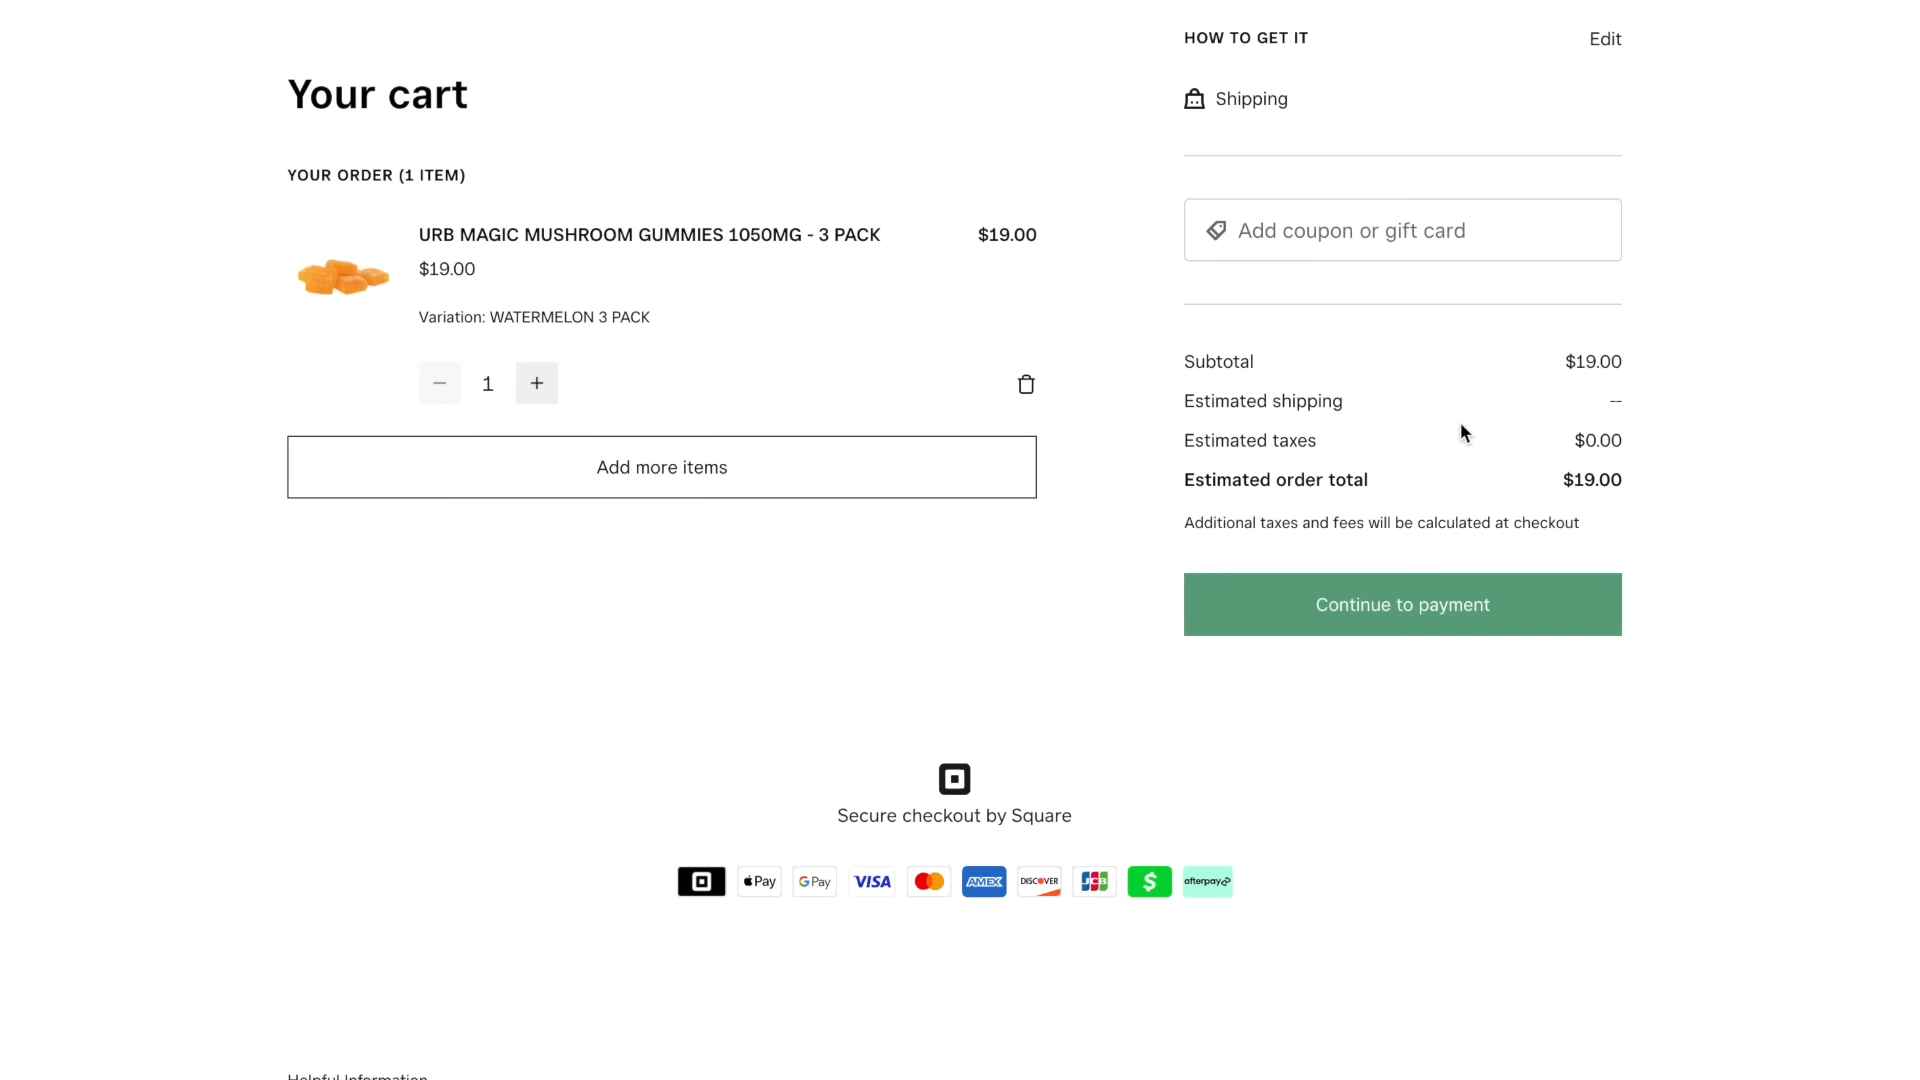 HOW TO GET IT
Edit
Your cart
Shipping
YOUR ORDER (1 ITEM)
URB MAGIC MUSHROOM GUMMIES 1050MG - 3 PACK
$19.00
$19.00
Variation: WATERMELON 3 PACK
− 1 +
Add more items
Add coupon or gift card
Subtotal
$19.00
Estimated shipping
--
Estimated taxes
$0.00
Estimated order total
$19.00
Additional taxes and fees will be calculated at checkout
Continue to payment
Secure checkout by Square
Pay
G Pay
VISA
AMEX
DISCOVER
JCB
$
afterpay
Helpful Information